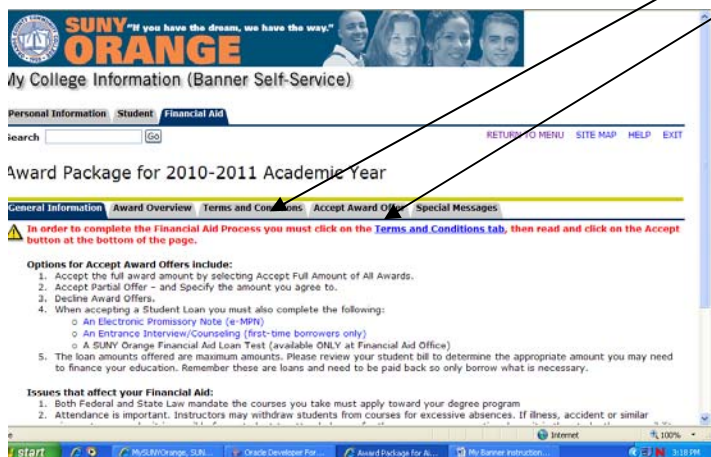 SUNY "If you have the dream, we have the way."
ORANGE
My College Information (Banner Self-Service)
Personal Information Student Financial Aid
Search Go RETURN TO MENU SITE MAP HELP EXIT
Award Package for 2010-2011 Academic Year
General Information Award Overview Terms and Conditions Accept Award Offer Special Messages
In order to complete the Financial Aid Process you must click on the Terms and Conditions tab, then read and click on the Accept
button at the bottom of the page.
Options for Accept Award Offers include:
1. Accept the full award amount by selecting Accept Full Amount of All Awards.
2. Accept Partial Offer – and Specify the amount you agree to.
3. Decline Award Offers.
4. When accepting a Student Loan you must also complete the following:
o An Electronic Promissory Note (e-MPN)
o An Entrance Interview/Counseling (first-time borrowers only)
o A SUNY Orange Financial Aid Loan Test (available ONLY at Financial Aid Office)
5. The loan amounts offered are maximum amounts. Please review your student bill to determine the appropriate amount you may need
to finance your education. Remember these are loans and need to be paid back so only borrow what is necessary.
Issues that affect your Financial Aid:
1. Both Federal and State Law mandate the courses you take must apply toward your degree program
2. Attendance is important. Instructors may withdraw students from courses for excessive absences. If illness, accident or similar
Internet 100%
start MySUNYOrange, SUN... Oracle Developer For... Award Package for A... My Banner instruction... 3:18 PM